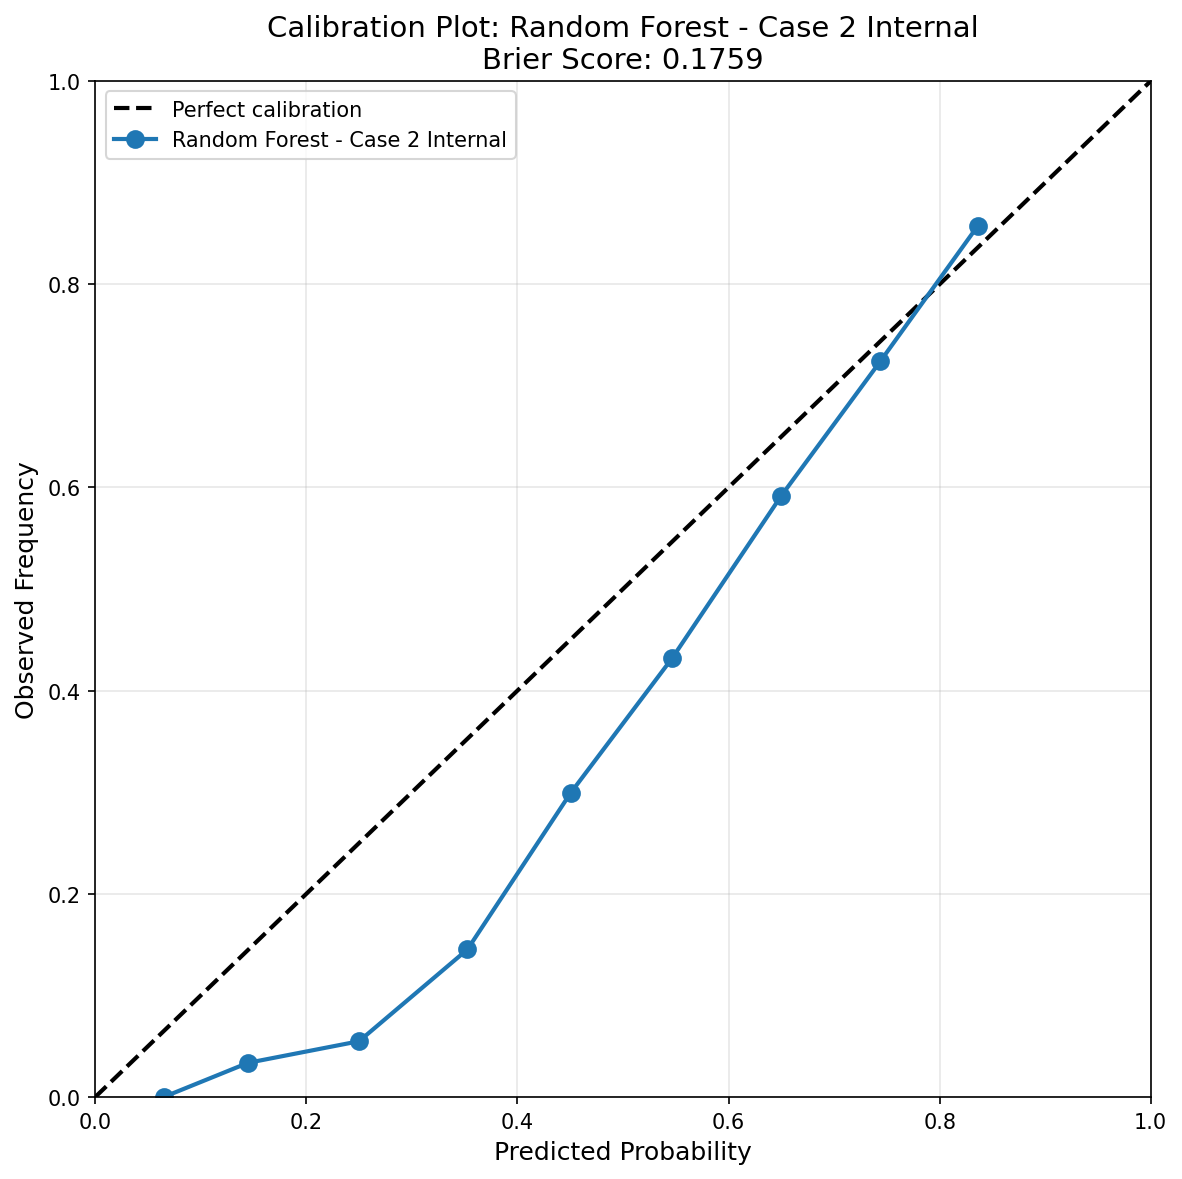 Calibration Plot: Random Forest - Case 2 Internal
Brier Score: 0.1759
Perfect calibration
Random Forest - Case 2 Internal
Observed Frequency
1.0
0.8
0.6
0.4
0.2
0.0
0.0 0.2 0.4 0.6 0.8 1.0
Predicted Probability